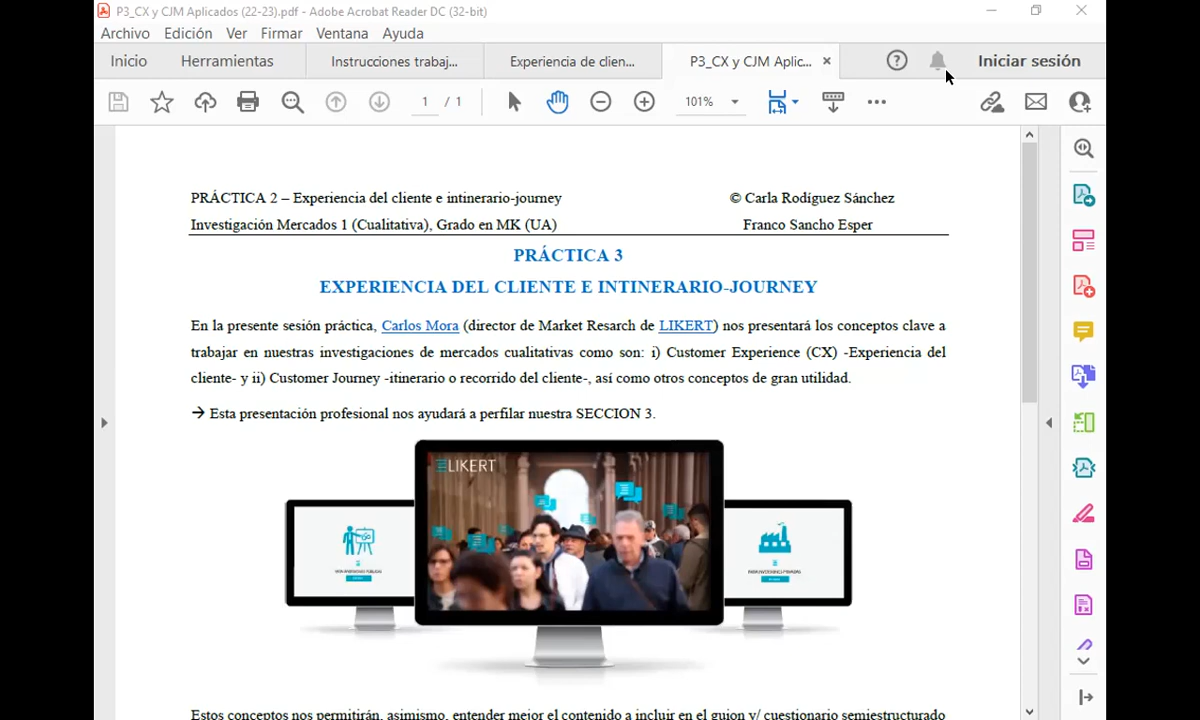 P3_CX y CJM Aplicados (22-23).pdf - Adobe Acrobat Reader DC (32-bit)
Archivo Edición Ver Firmar Ventana Ayuda
Inicio Herramientas Instrucciones trabaj... Experiencia de clien... P3_CX y CJM Aplic... × ? Iniciar sesión
1 / 1 101%
PRÁCTICA 2 – Experiencia del cliente e intinerario-journey © Carla Rodíguez Sánchez
Investigación Mercados 1 (Cualitativa), Grado en MK (UA) Franco Sancho Esper
PRÁCTICA 3
EXPERIENCIA DEL CLIENTE E INTINERARIO-JOURNEY
En la presente sesión práctica, Carlos Mora (director de Market Resarch de LIKERT) nos presentará los conceptos clave a
trabajar en nuestras investigaciones de mercados cualitativas como son: i) Customer Experience (CX) -Experiencia del
cliente- y ii) Customer Journey -itinerario o recorrido del cliente-, así como otros conceptos de gran utilidad.
→ Esta presentación profesional nos ayudará a perfilar nuestra SECCION 3.
LIKERT
Estos conceptos nos permitirán, asimismo, entender mejor el contenido a incluir en el guion y/ cuestionario semiestructurado